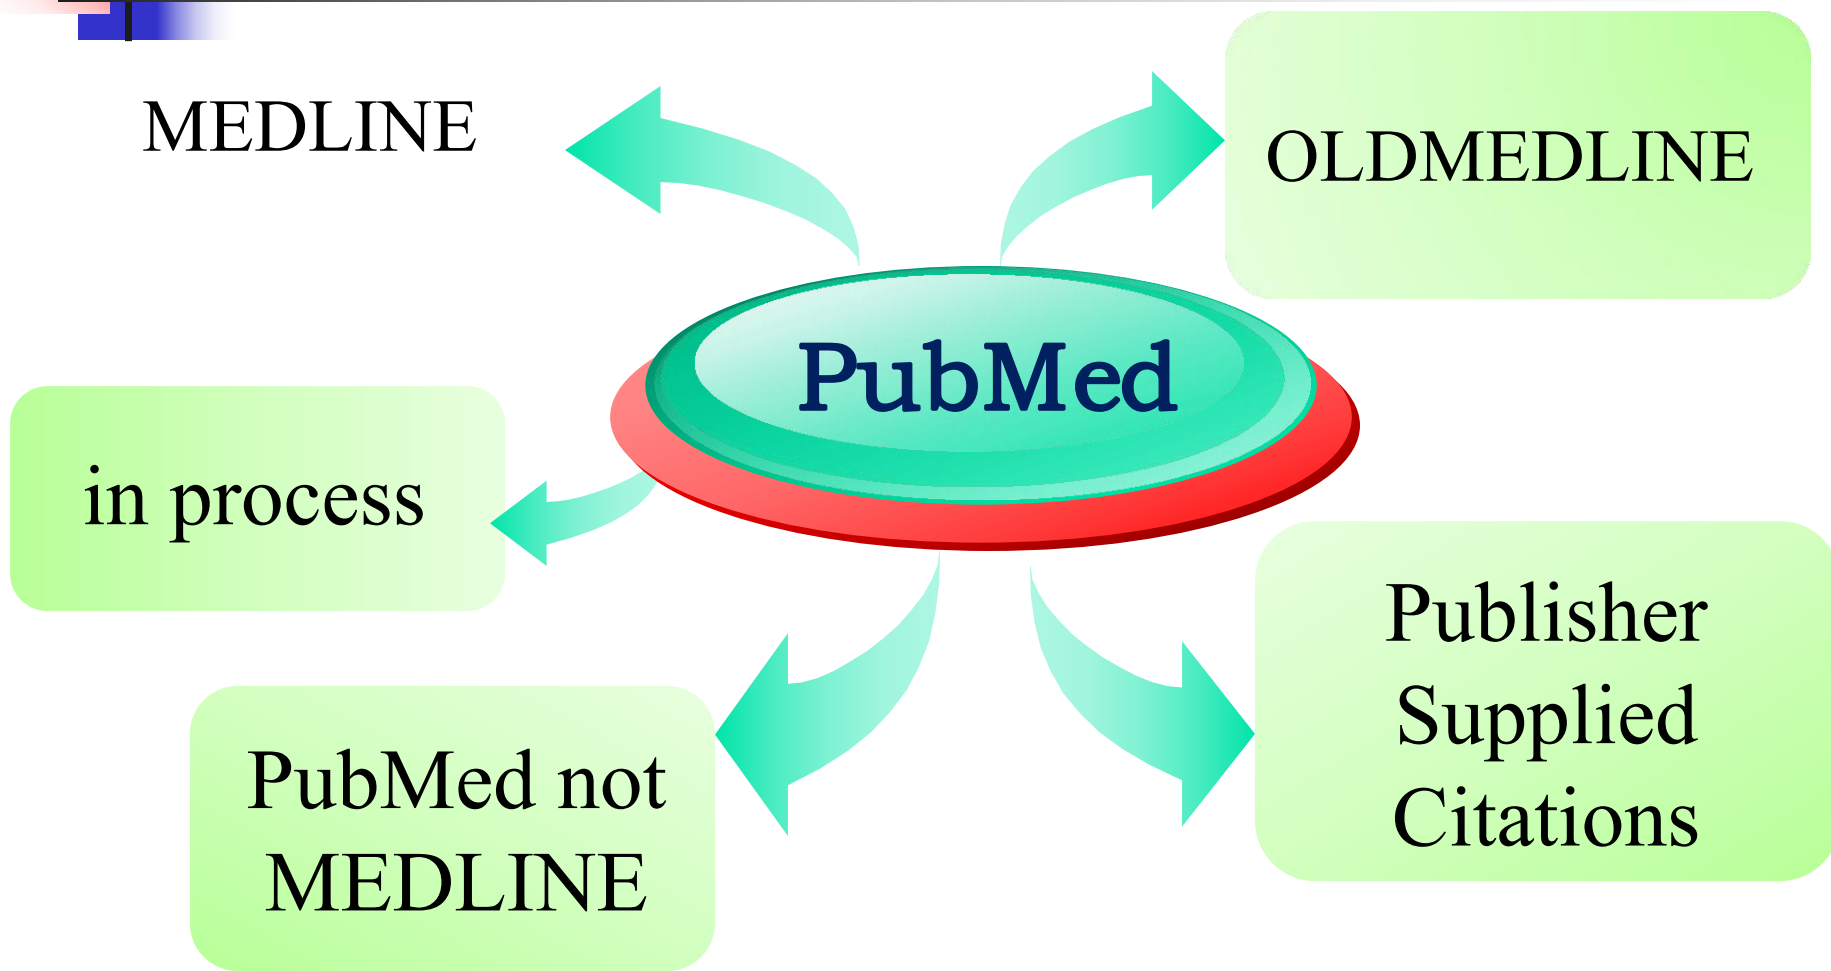 MEDLINE
OLDMEDLINE
PubMed
in process
Publisher
Supplied
Citations
PubMed not
MEDLINE